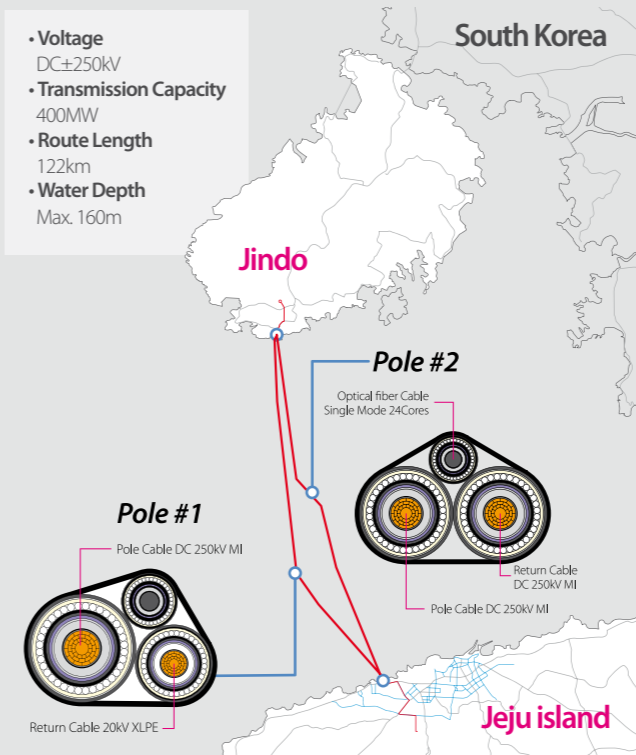 • Voltage
DC±250kV
• Transmission Capacity
400MW
• Route Length
122km
• Water Depth
Max. 160m
South Korea
Jindo
Pole #2
Optical fiber Cable
Single Mode 24Cores
Pole #1
Pole Cable DC 250kV MI
Return Cable
DC 250kV MI
Pole Cable DC 250kV MI
Return Cable 20kV XLPE
Jeju island